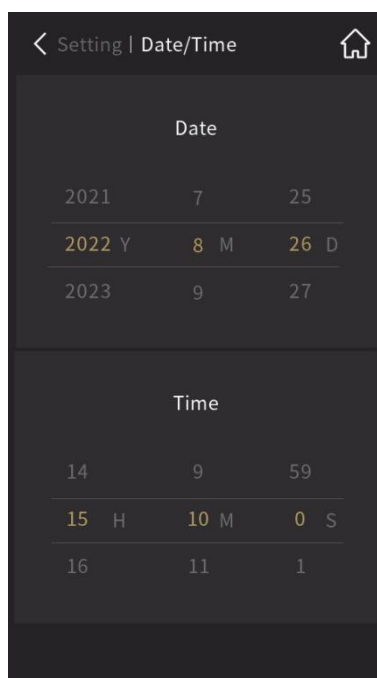 Setting | Date/Time
Date
2021 7 25
2022 Y 8 M 26 D
2023 9 27
Time
14 9 59
15 H 10 M 0 S
16 11 1